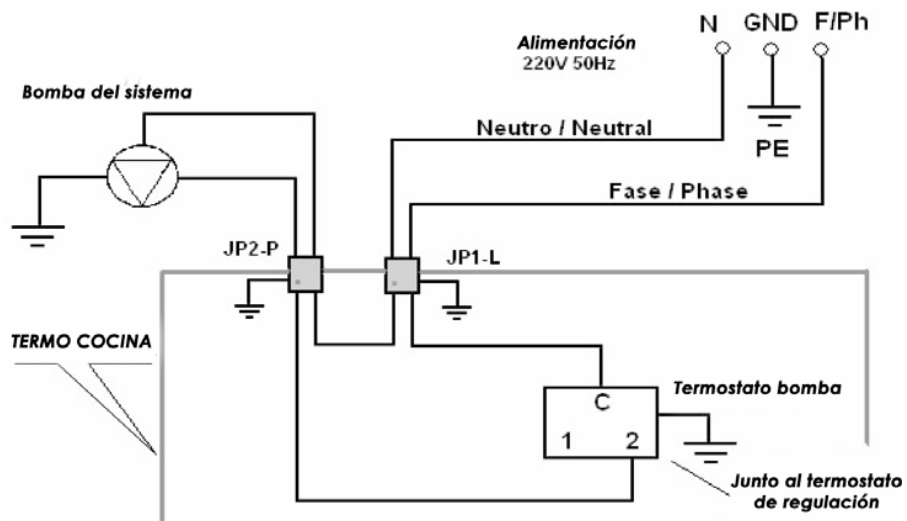 N GND F/Ph
Alimentación
220V 50Hz
Bomba del sistema
Neutro / Neutral
PE
Fase / Phase
JP2-P
JP1-L
TERMO COCINA
Termostato bomba
C
1 2
Junto al termostato
de regulación